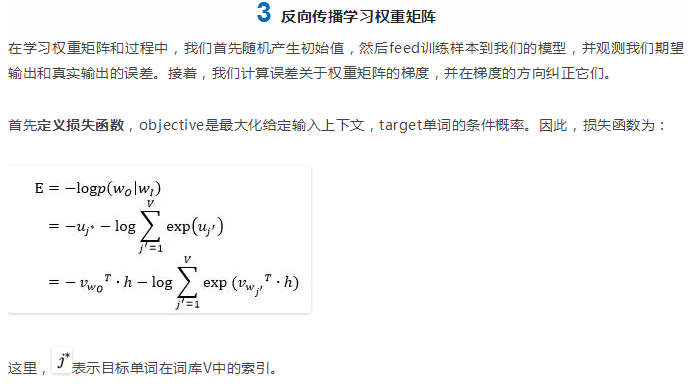 3 反向传播学习权重矩阵
在学习权重矩阵和过程中，我们首先随机产生初始值，然后feed训练样本到我们的模型，并观测我们期望
输出和真实输出的误差。接着，我们计算误差关于权重矩阵的梯度，并在梯度的方向纠正它们。
首先定义损失函数，objective是最大化给定输入上下文，target单词的条件概率。因此，损失函数为：
E = −logp(w_O|w_I)
= −u_{j*} − log ∑_{j′=1}^{V} exp(u_{j′})
= − v_{w_O}^T · h − log ∑_{j′=1}^{V} exp (v_{w_{j′}}^T · h)
这里，j*表示目标单词在词库V中的索引。